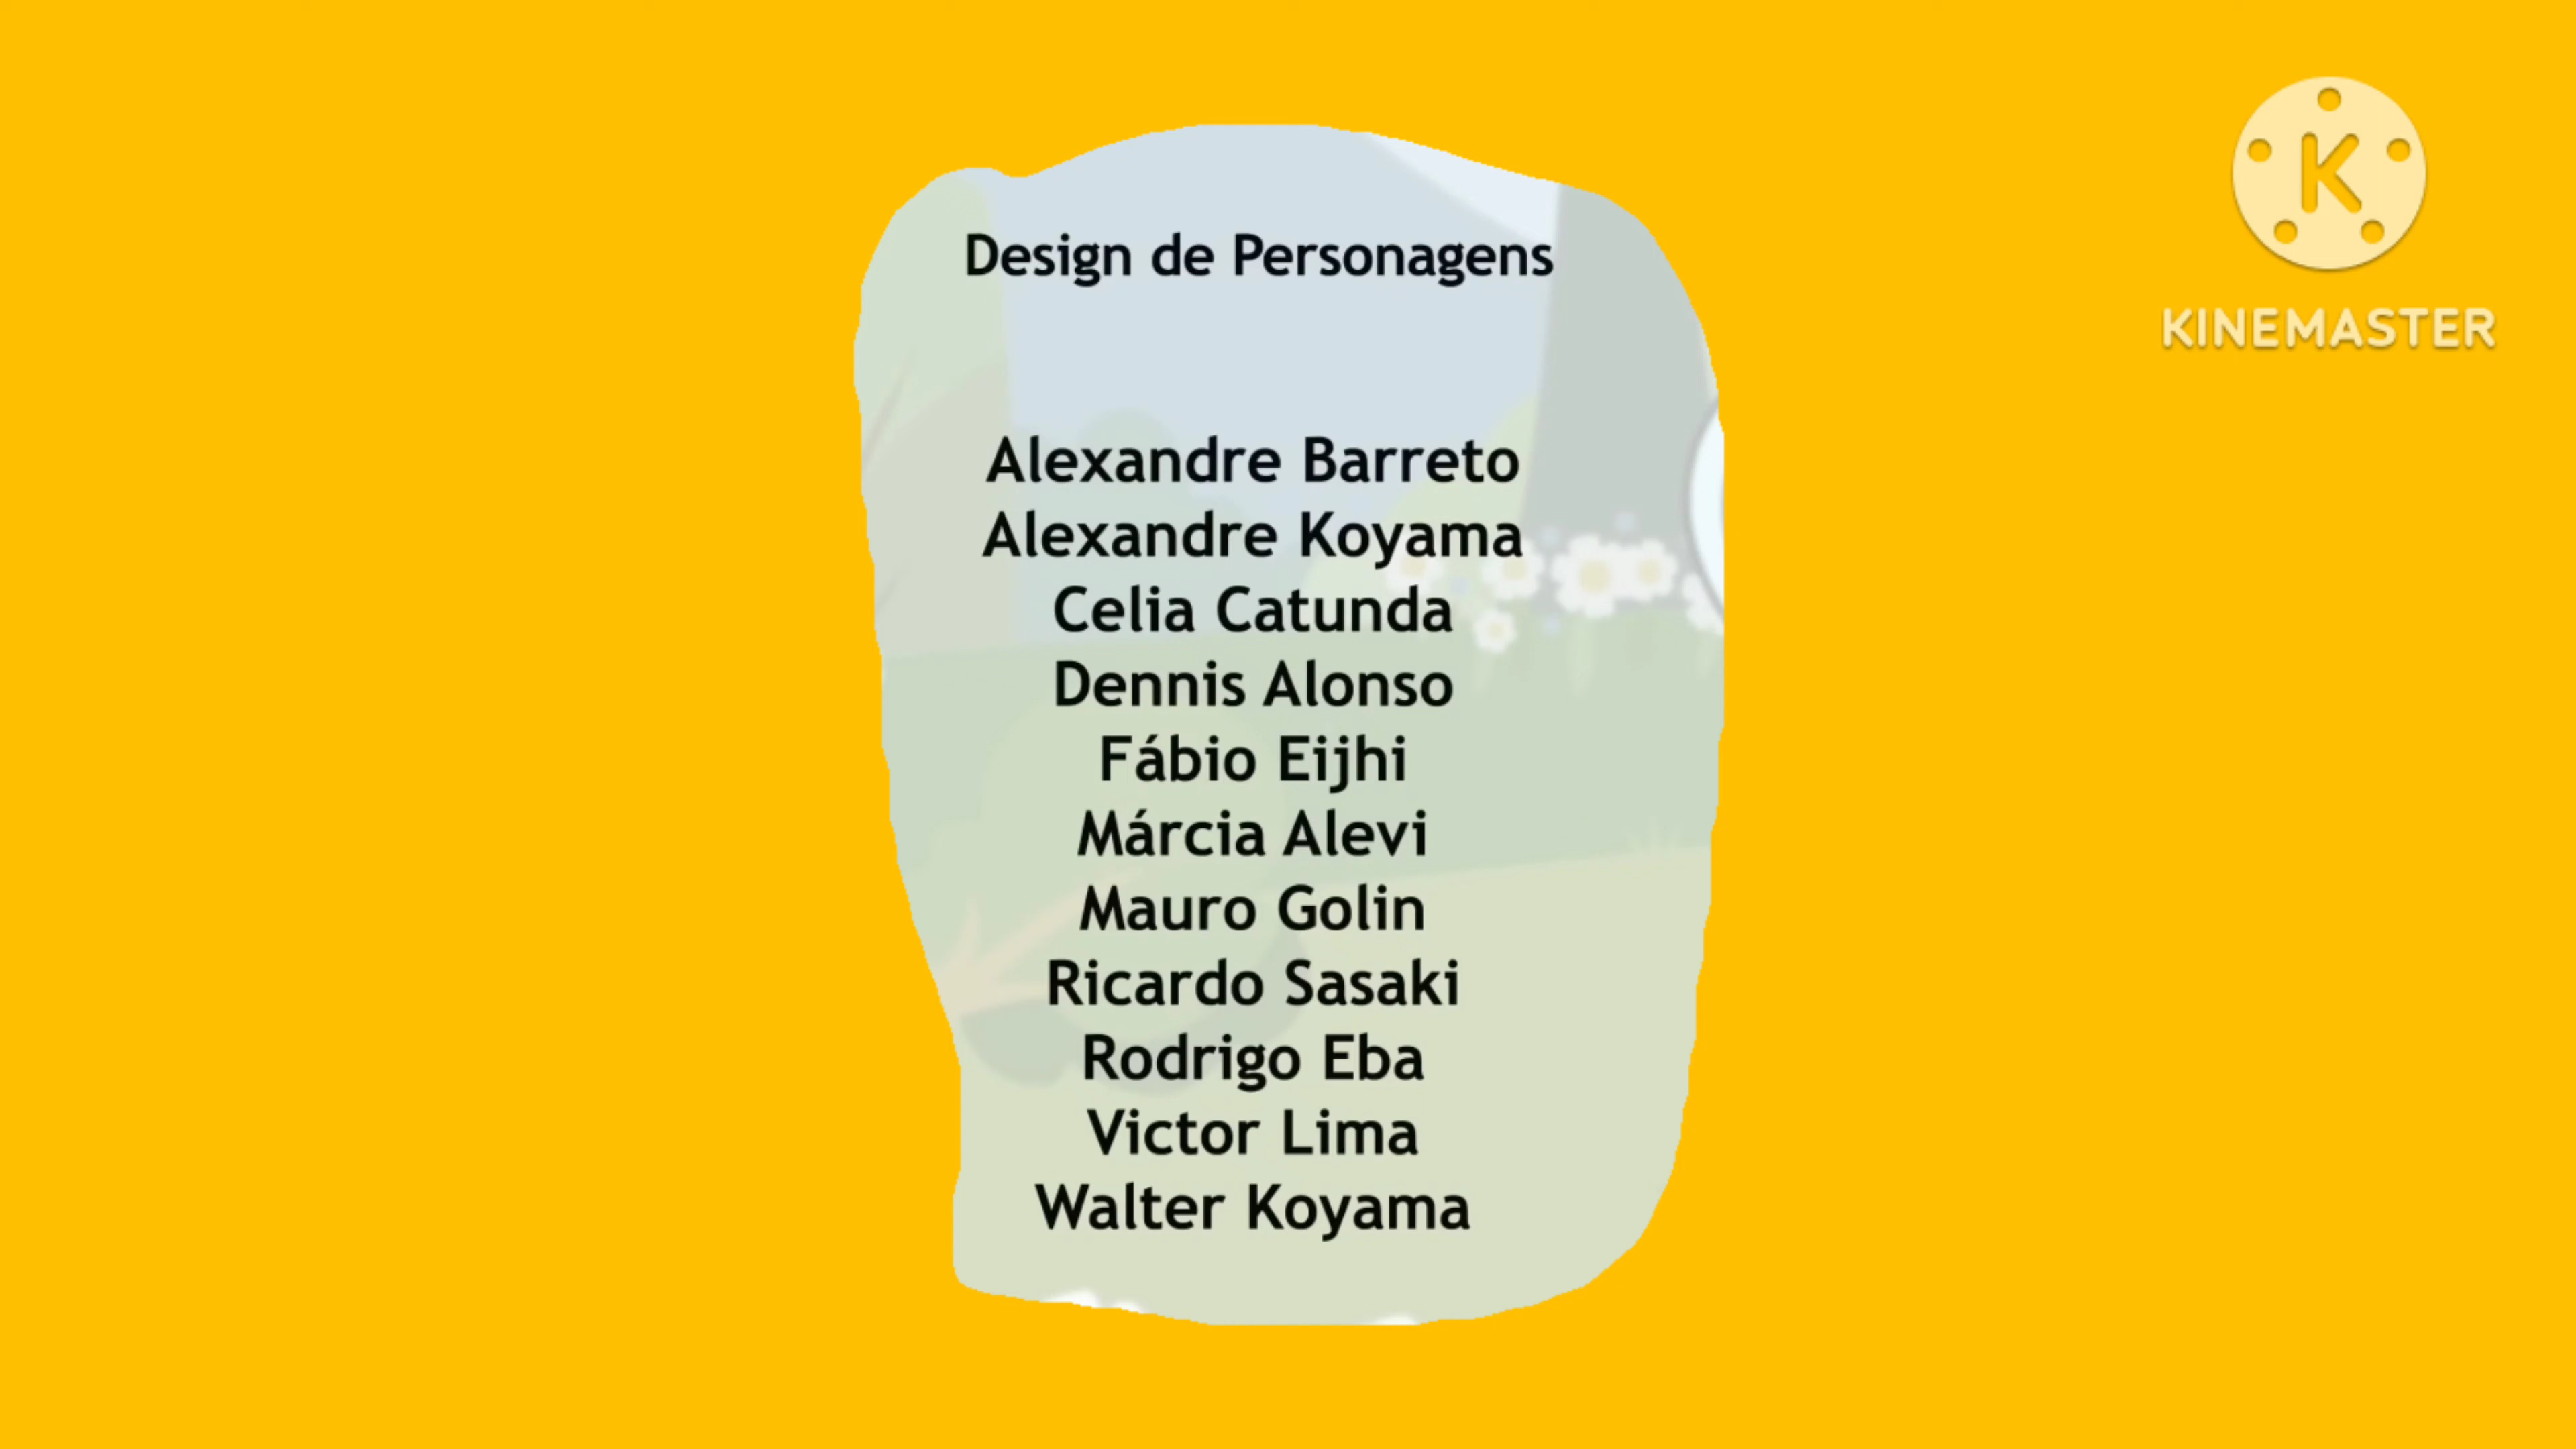 Design de Personagens
Alexandre Barreto
Alexandre Koyama
Celia Catunda
Dennis Alonso
Fábio Eijhi
Márcia Alevi
Mauro Golin
Ricardo Sasaki
Rodrigo Eba
Victor Lima
Walter Koyama
K
KINEMASTER